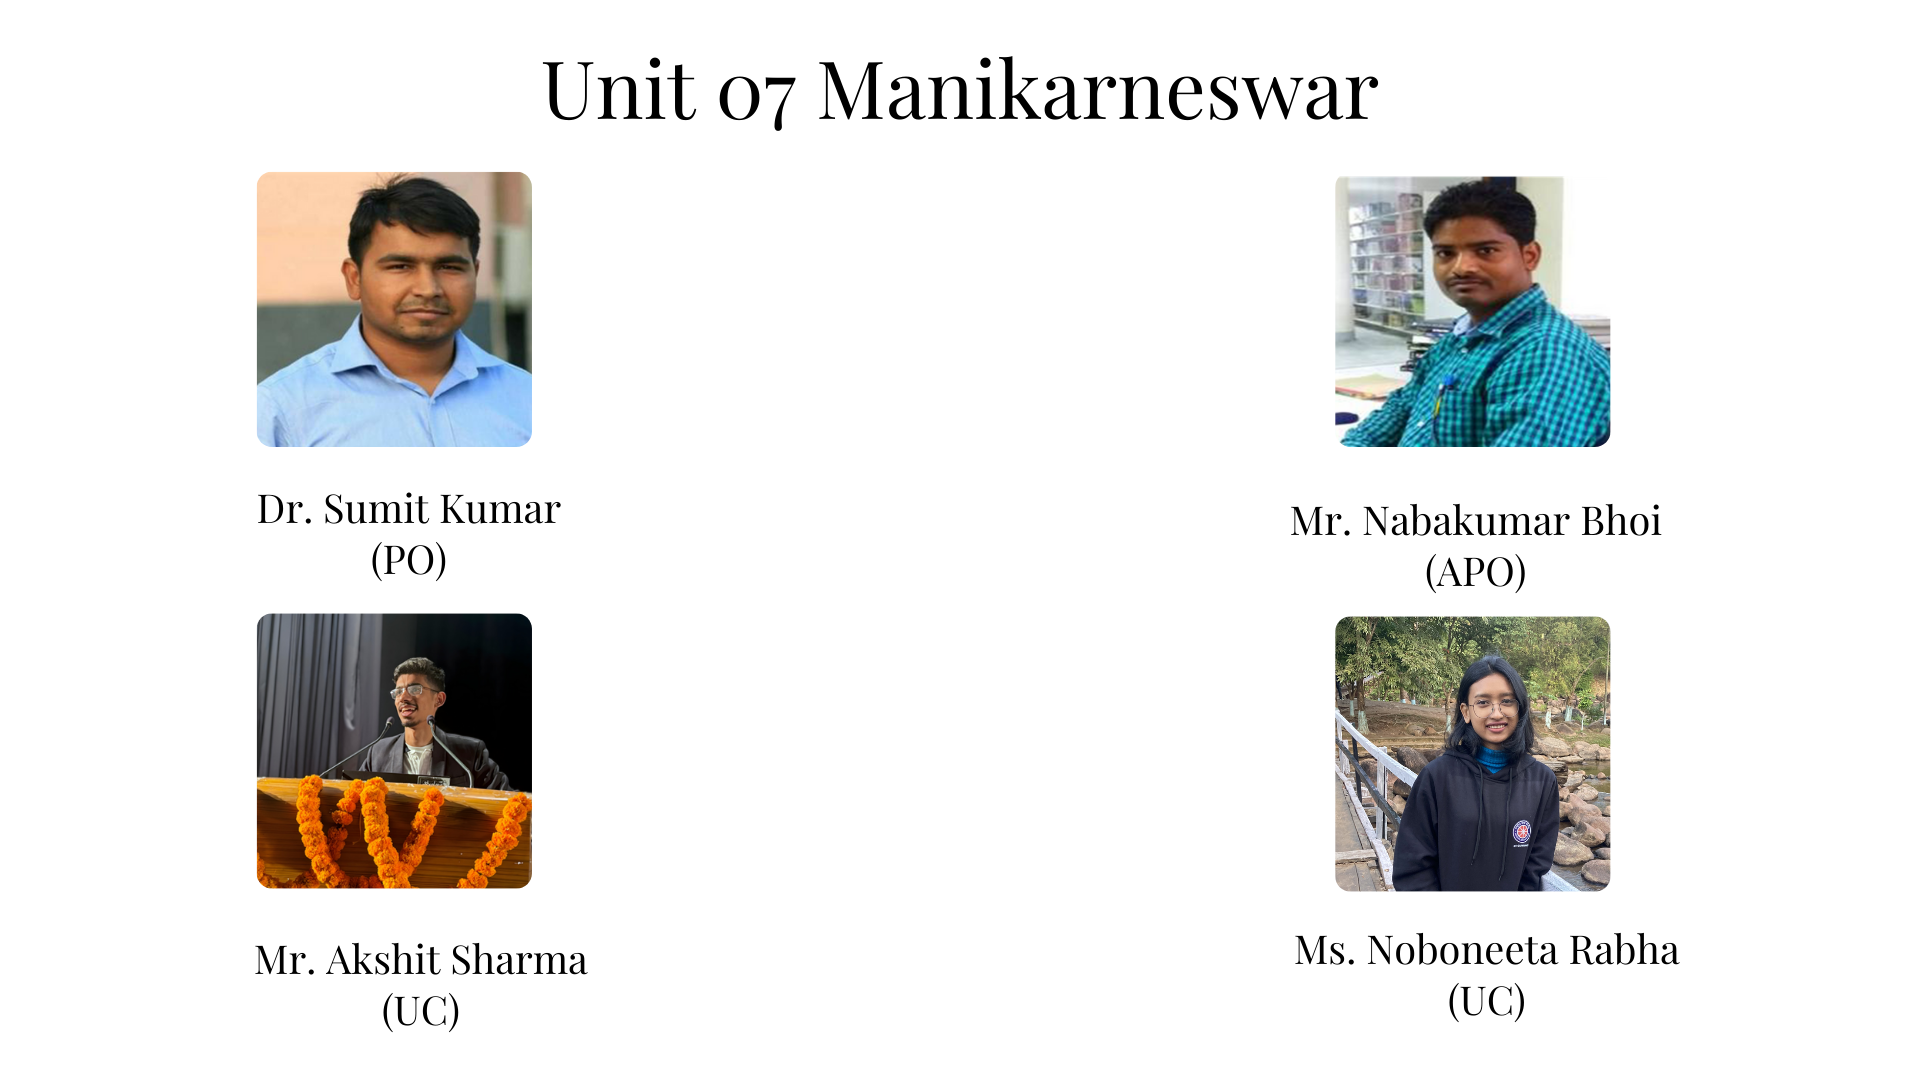 Unit 07 Manikarneswar
Dr. Sumit Kumar
(PO)
Mr. Nabakumar Bhoi
(APO)
Mr. Akshit Sharma
(UC)
Ms. Noboneeta Rabha
(UC)